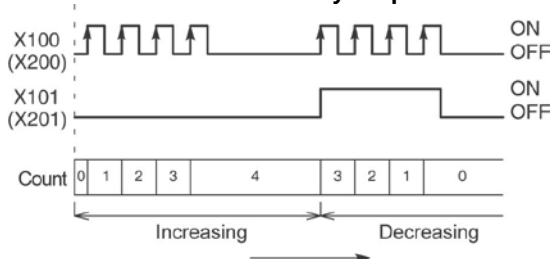 X100
(X200)
ON
OFF
X101
(X201)
ON
OFF
Count 0 1 2 3 4 3 2 1 0
Increasing Decreasing